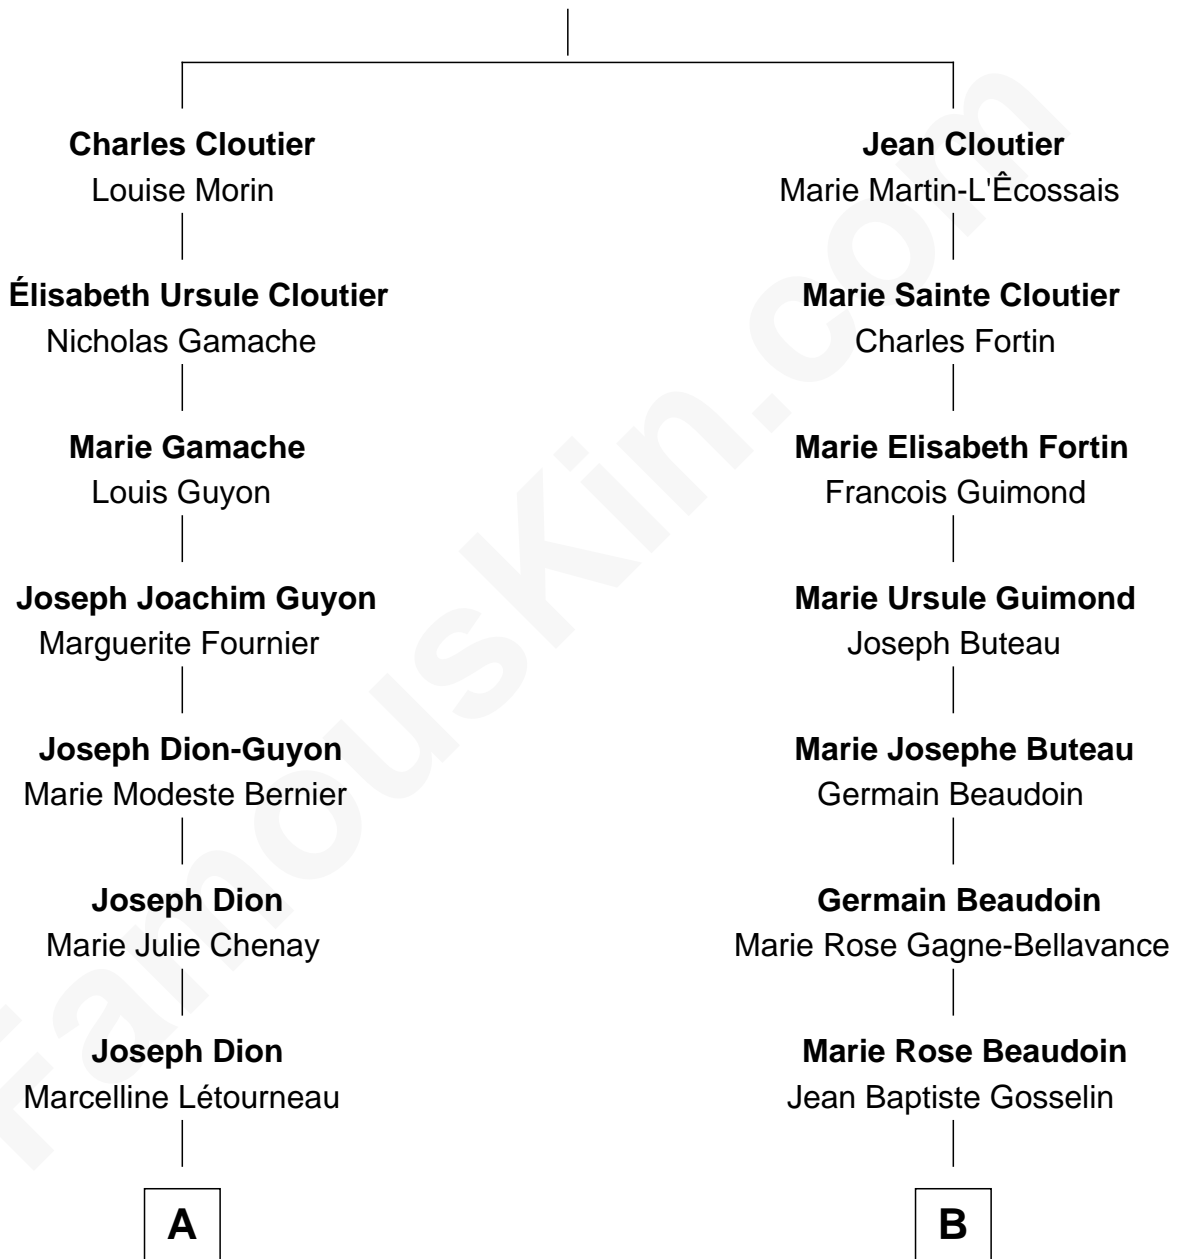 Charles Cloutier
Louise Morin
Jean Cloutier
Marie Martin-L'Êcossais
Élisabeth Ursule Cloutier
Nicholas Gamache
Marie Sainte Cloutier
Charles Fortin
Marie Gamache
Louis Guyon
Marie Elisabeth Fortin
Francois Guimond
Joseph Joachim Guyon
Marguerite Fournier
Marie Ursule Guimond
Joseph Buteau
Joseph Dion-Guyon
Marie Modeste Bernier
Marie Josephe Buteau
Germain Beaudoin
Joseph Dion
Marie Julie Chenay
Germain Beaudoin
Marie Rose Gagne-Bellavance
Joseph Dion
Marcelline Létourneau
Marie Rose Beaudoin
Jean Baptiste Gosselin
A
B
FamousKin.com